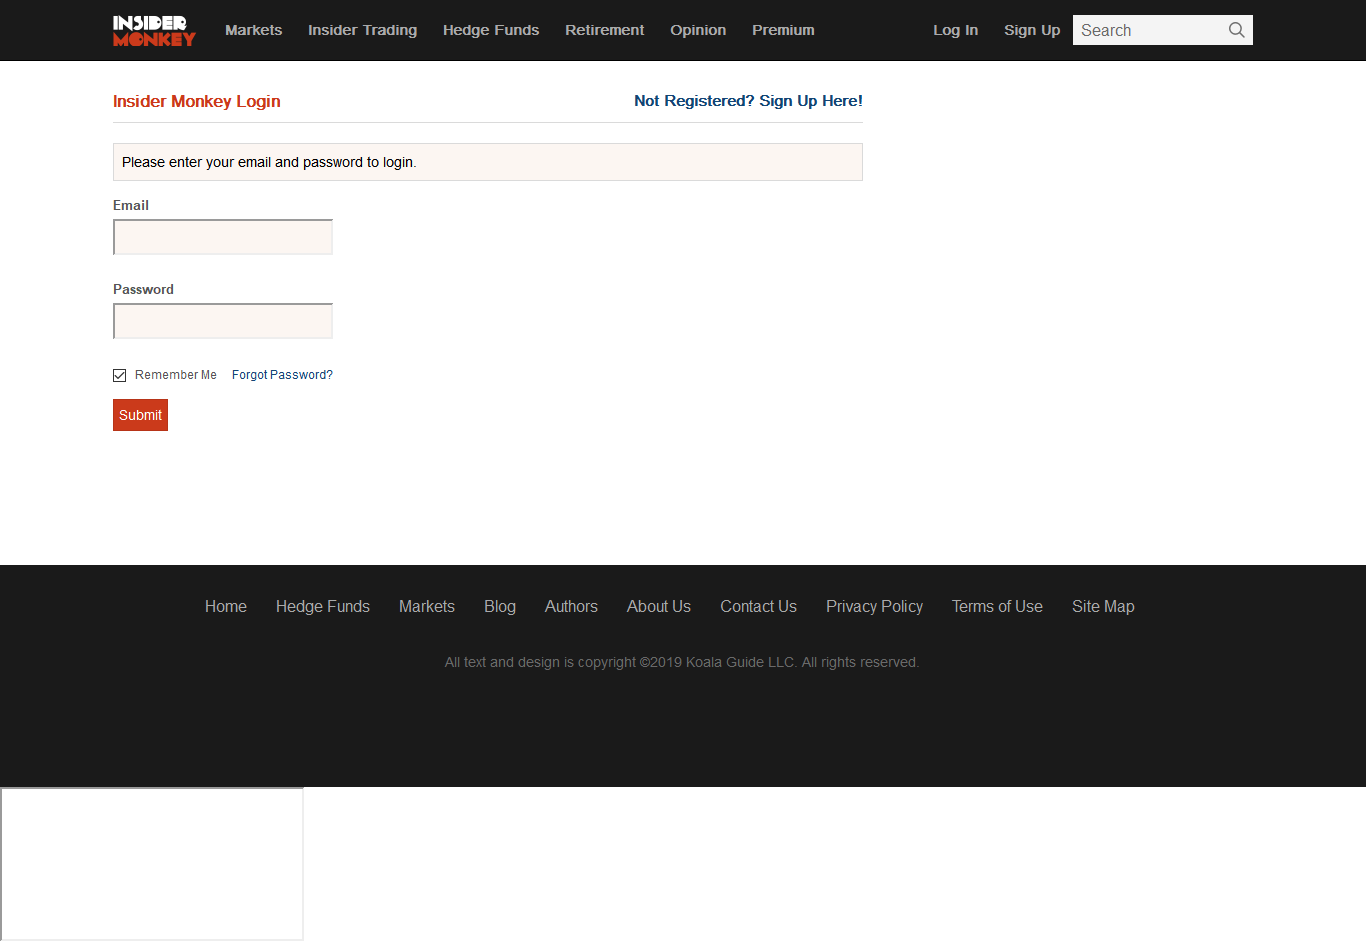 INSIDER
MONKEY
Markets Insider Trading Hedge Funds Retirement Opinion Premium Log In Sign Up Search
Insider Monkey Login Not Registered? Sign Up Here!
Please enter your email and password to login.
Email
Password
Remember Me Forgot Password?
Submit
Home Hedge Funds Markets Blog Authors About Us Contact Us Privacy Policy Terms of Use Site Map
All text and design is copyright ©2019 Koala Guide LLC. All rights reserved.